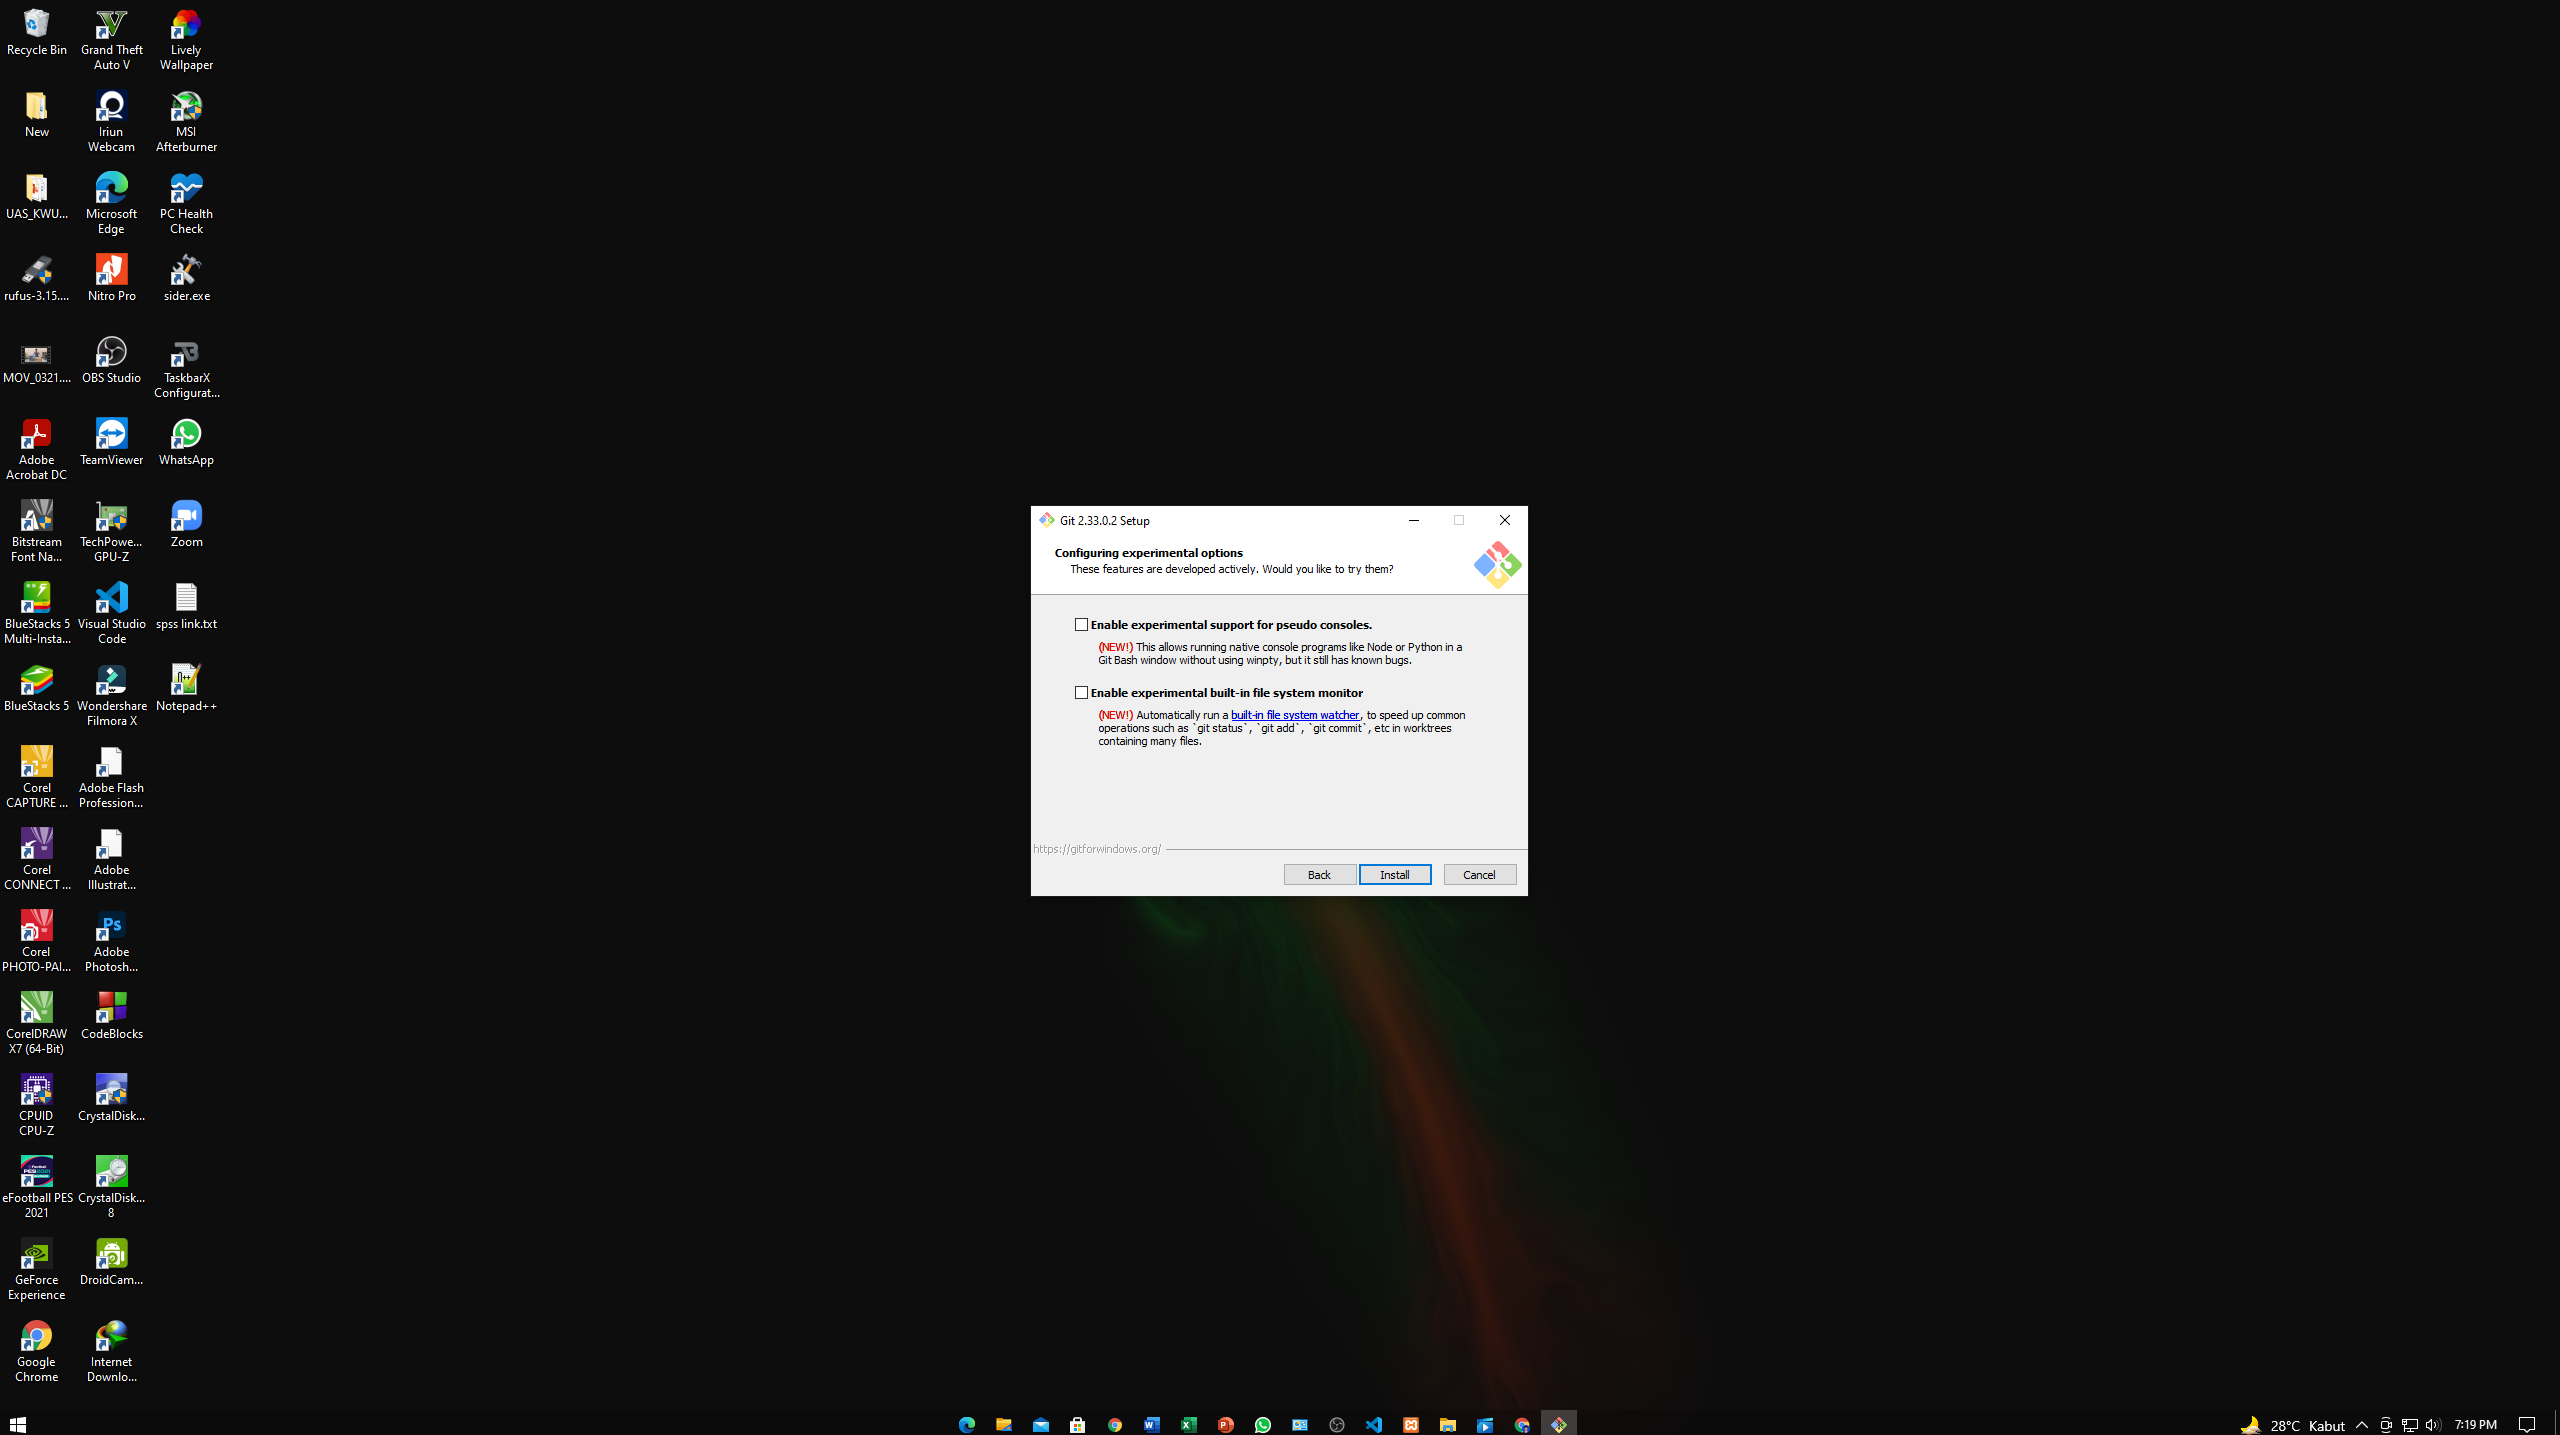 Recycle Bin
Grand Theft
Auto V
Lively
Wallpaper
New
Iriun
Webcam
MSI
Afterburner
UAS_KWU...
Microsoft
Edge
PC Health
Check
rufus-3.15....
Nitro Pro
sider.exe
MOV_0321....
OBS Studio
TaskbarX
Configurat...
Adobe
Acrobat DC
TeamViewer
WhatsApp
Bitstream
Font Na...
TechPowe...
GPU-Z
Zoom
BlueStacks 5
Multi-Insta...
Visual Studio
Code
spss link.txt
BlueStacks 5
Wondershare
Filmora X
Notepad++
Corel
CAPTURE ...
Adobe Flash
Profession...
Corel
CONNECT ...
Adobe
Illustrat...
Corel
PHOTO-PAI...
Adobe
Photosh...
CorelDRAW
X7 (64-Bit)
CodeBlocks
CPUID
CPU-Z
CrystalDisk...
eFootball PES
2021
CrystalDisk...
8
GeForce
Experience
DroidCam...
Google
Chrome
Internet
Downlo...
Git 2.33.0.2 Setup
Configuring experimental options
These features are developed actively. Would you like to try them?
Enable experimental support for pseudo consoles.
(NEW!) This allows running native console programs like Node or Python in a
Git Bash window without using winpty, but it still has known bugs.
Enable experimental built-in file system monitor
(NEW!) Automatically run a built-in file system watcher, to speed up common
operations such as `git status`, `git add`, `git commit`, etc in worktrees
containing many files.
https://gitforwindows.org/
Back
Install
Cancel
28°C Kabut
7:19 PM